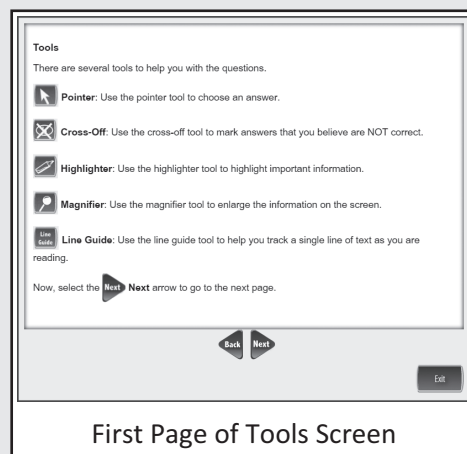 Tools
There are several tools to help you with the questions.
Pointer: Use the pointer tool to choose an answer.
Cross-Off: Use the cross-off tool to mark answers that you believe are NOT correct.
Highlighter: Use the highlighter tool to highlight important information.
Magnifier: Use the magnifier tool to enlarge the information on the screen.
Line Guide Line Guide: Use the line guide tool to help you track a single line of text as you are
reading.
Now, select the Next Next arrow to go to the next page.
Back Next
Exit
First Page of Tools Screen